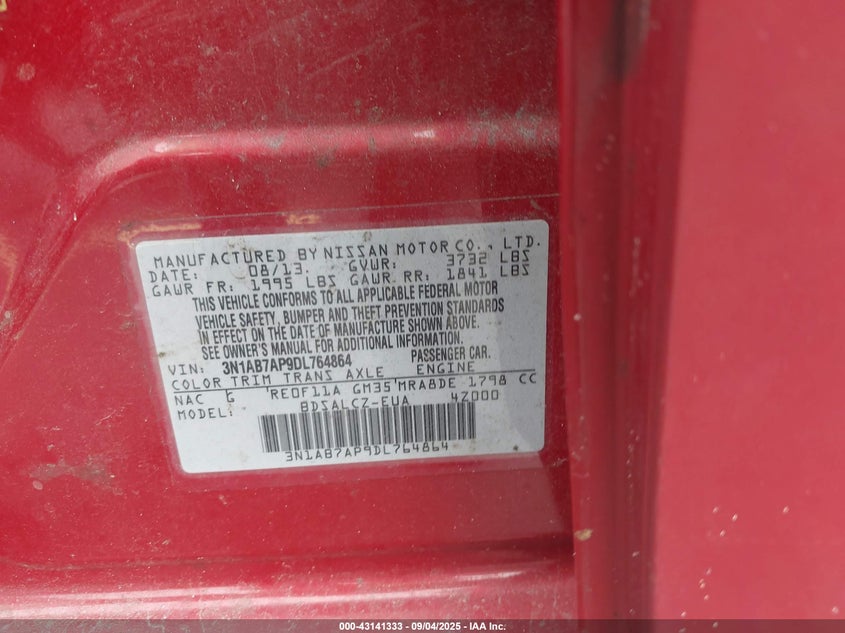 MANUFACTURED BY NISSAN MOTOR CO., LTD.
DATE: 08/13. GVWR: 3732 LBS
GAWR FR: 1995 LBS GAWR RR: 1841 LBS
THIS VEHICLE CONFORMS TO ALL APPLICABLE FEDERAL MOTOR
VEHICLE SAFETY, BUMPER AND THEFT PREVENTION STANDARDS
IN EFFECT ON THE DATE OF MANUFACTURE SHOWN ABOVE.
SEE OWNER'S MANUAL FOR ADDITIONAL INFORMATION.
VIN: 3N1AB7AP9DL764864 PASSENGER CAR.
COLOR TRIM TRANS AXLE ENGINE
NAC G RE0F11A GM35 MRA8DE 1798 CC
MODEL: BDSALCZ-EUA 4Z000
3N1AB7AP9DL764864
000-43141333 - 09/04/2025 - IAA Inc.